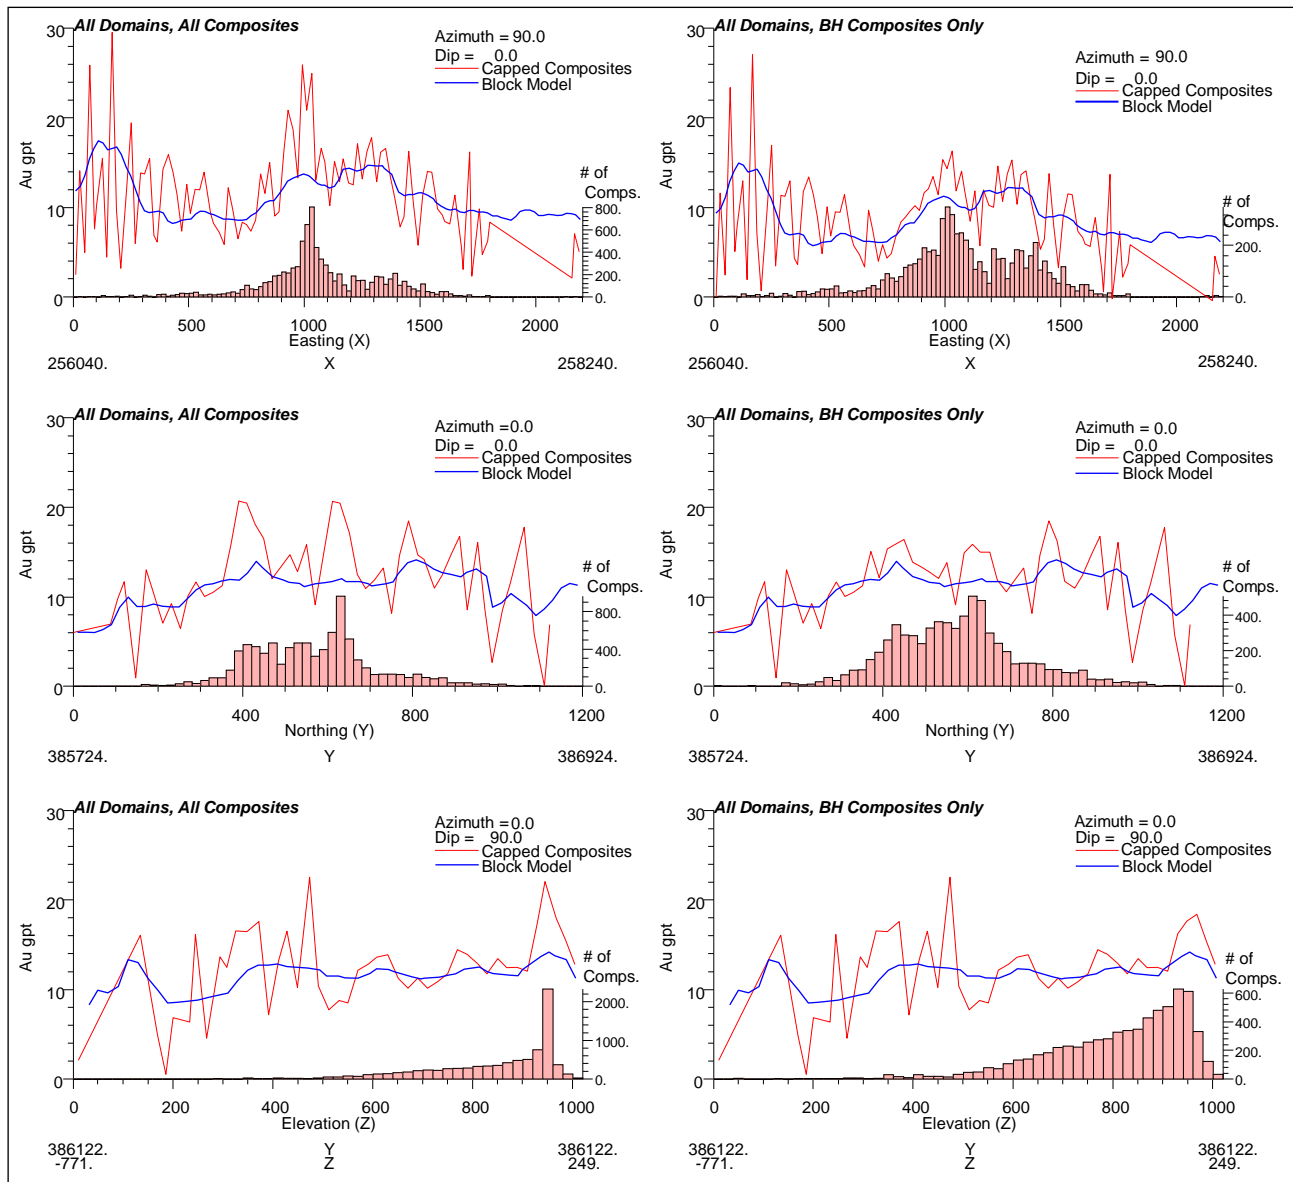 All Domains, All Composites
Azimuth = 90.0
Dip = 0.0
Capped Composites
Block Model
30
20
10
0
Au gpt
# of
Comps.
800.
600.
400.
200.
0.
0 500 1000 1500 2000
Easting (X)
256040. X 258240.
All Domains, BH Composites Only
Azimuth = 90.0
Dip = 0.0
Capped Composites
Block Model
30
20
10
0
Au gpt
# of
Comps.
200.
0.
0 500 1000 1500 2000
Easting (X)
256040. X 258240.
All Domains, All Composites
Azimuth =0.0
Dip = 0.0
Capped Composites
Block Model
30
20
10
0
Au gpt
# of
Comps.
800.
400.
0.
0 400 800 1200
Northing (Y)
385724. Y 386924.
All Domains, BH Composites Only
Azimuth = 0.0
Dip = 0.0
Capped Composites
Block Model
30
20
10
0
Au gpt
# of
Comps.
400.
200.
0.
0 400 800 1200
Northing (Y)
385724. Y 386924.
All Domains, All Composites
Azimuth =0.0
Dip = 90.0
Capped Composites
Block Model
30
20
10
0
Au gpt
# of
Comps.
2000.
1000.
0.
0 200 400 600 800 1000
Elevation (Z)
386122. Y 386122.
-771. Z 249.
All Domains, BH Composites Only
Azimuth = 0.0
Dip = 90.0
Capped Composites
Block Model
30
20
10
0
Au gpt
# of
Comps.
600.
400.
200.
0.
0 200 400 600 800 1000
Elevation (Z)
386122. Y 386122.
-771. Z 249.